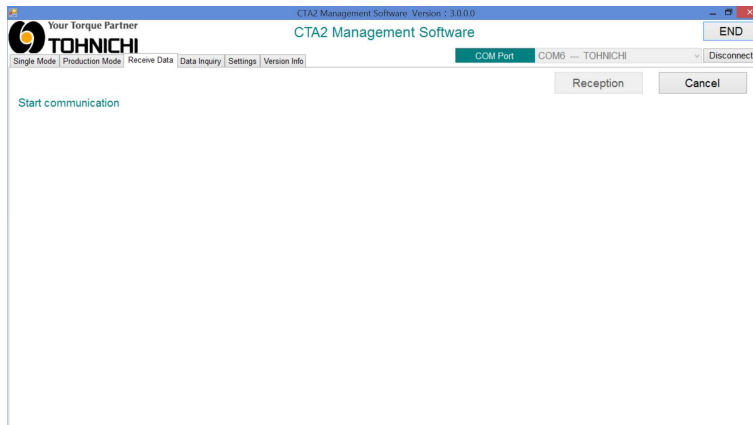 CTA2 Management Software Version : 3.0.0.0
Your Torque Partner
TOHNICHI
CTA2 Management Software
END
COM Port
COM6 --- TOHNICHI
Disconnect
Single Mode
Production Mode
Receive Data
Data Inquiry
Settings
Version Info
Reception
Cancel
Start communication